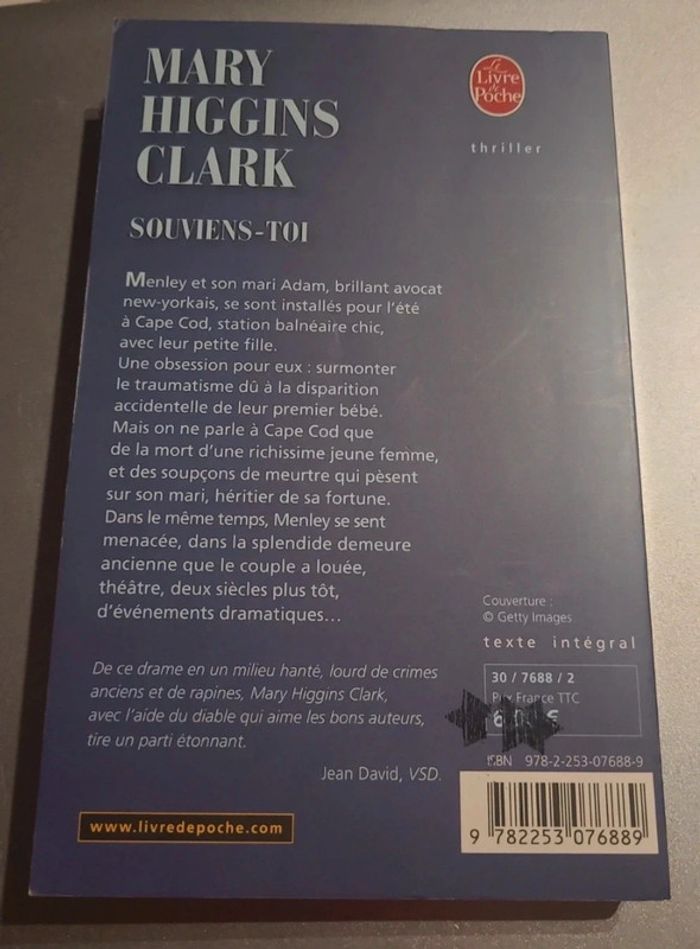 MARY
HIGGINS
CLARK
SOUVIENS-TOI
Le
Livre
de
Poche
thriller
Menley et son mari Adam, brillant avocat
new-yorkais, se sont installés pour l'été
à Cape Cod, station balnéaire chic,
avec leur petite fille.
Une obsession pour eux : surmonter
le traumatisme dû à la disparition
accidentelle de leur premier bébé.
Mais on ne parle à Cape Cod que
de la mort d'une richissime jeune femme,
et des soupçons de meurtre qui pèsent
sur son mari, héritier de sa fortune.
Dans le même temps, Menley se sent
menacée, dans la splendide demeure
ancienne que le couple a louée,
théâtre, deux siècles plus tôt,
d'événements dramatiques...
De ce drame en un milieu hanté, lourd de crimes
anciens et de rapines, Mary Higgins Clark,
avec l'aide du diable qui aime les bons auteurs,
tire un parti étonnant.
Jean David, VSD.
www.livredepoche.com
Couverture :
© Getty Images
texte intégral
30 / 7688 / 2
Prix France TTC
€
ISBN 978-2-253-07688-9
9 782253 076889